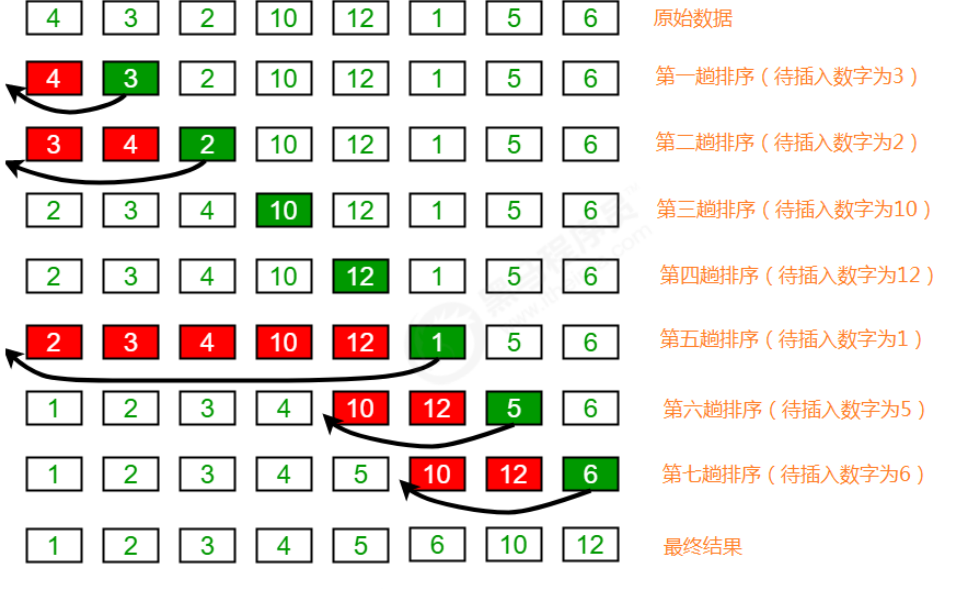 4 3 2 10 12 1 5 6 原始数据
4 3 2 10 12 1 5 6 第一趟排序（待插入数字为3）
3 4 2 10 12 1 5 6 第二趟排序（待插入数字为2）
2 3 4 10 12 1 5 6 第三趟排序（待插入数字为10）
2 3 4 10 12 1 5 6 第四趟排序（待插入数字为12）
2 3 4 10 12 1 5 6 第五趟排序（待插入数字为1）
1 2 3 4 10 12 5 6 第六趟排序（待插入数字为5）
1 2 3 4 5 10 12 6 第七趟排序（待插入数字为6）
1 2 3 4 5 6 10 12 最终结果